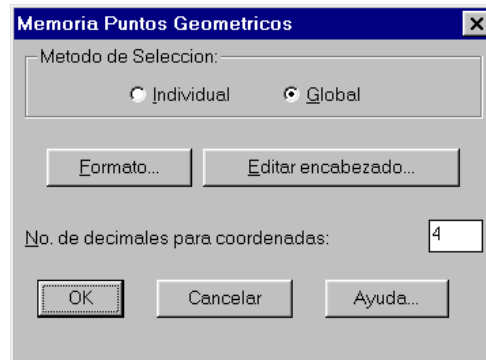 Memoria Puntos Geometricos
Metodo de Seleccion:
Individual Global
Formato... Editar encabezado...
No. de decimales para coordenadas: 4
OK Cancelar Ayuda...